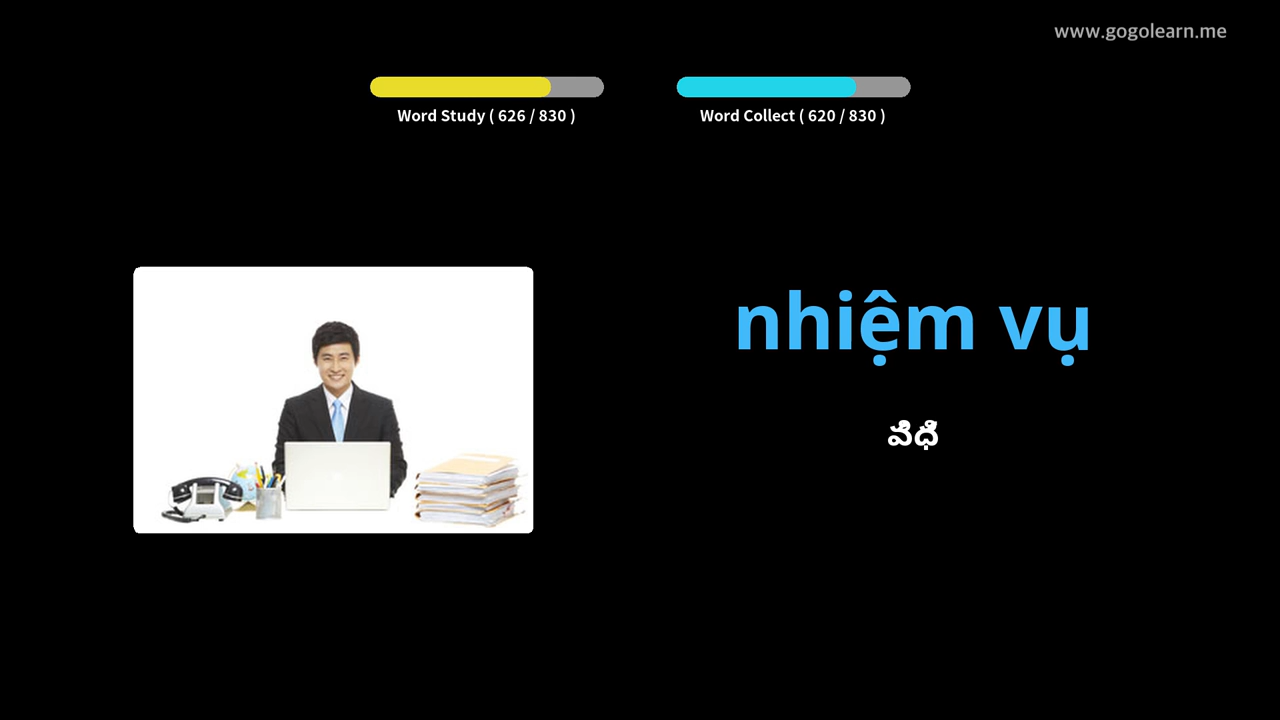 www.gogolearn.me
Word Study ( 626 / 830 )
Word Collect ( 620 / 830 )
nhiệm vụ
విధి